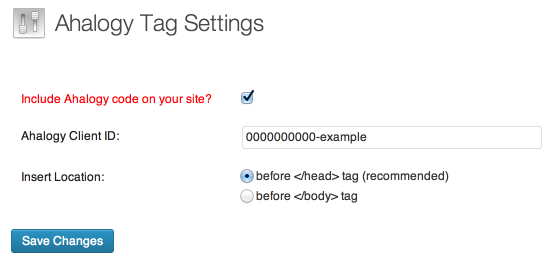 Ahalogy Tag Settings
Include Ahalogy code on your site?
Ahalogy Client ID:
0000000000-example
Insert Location:
before </head> tag (recommended)
before </body> tag
Save Changes